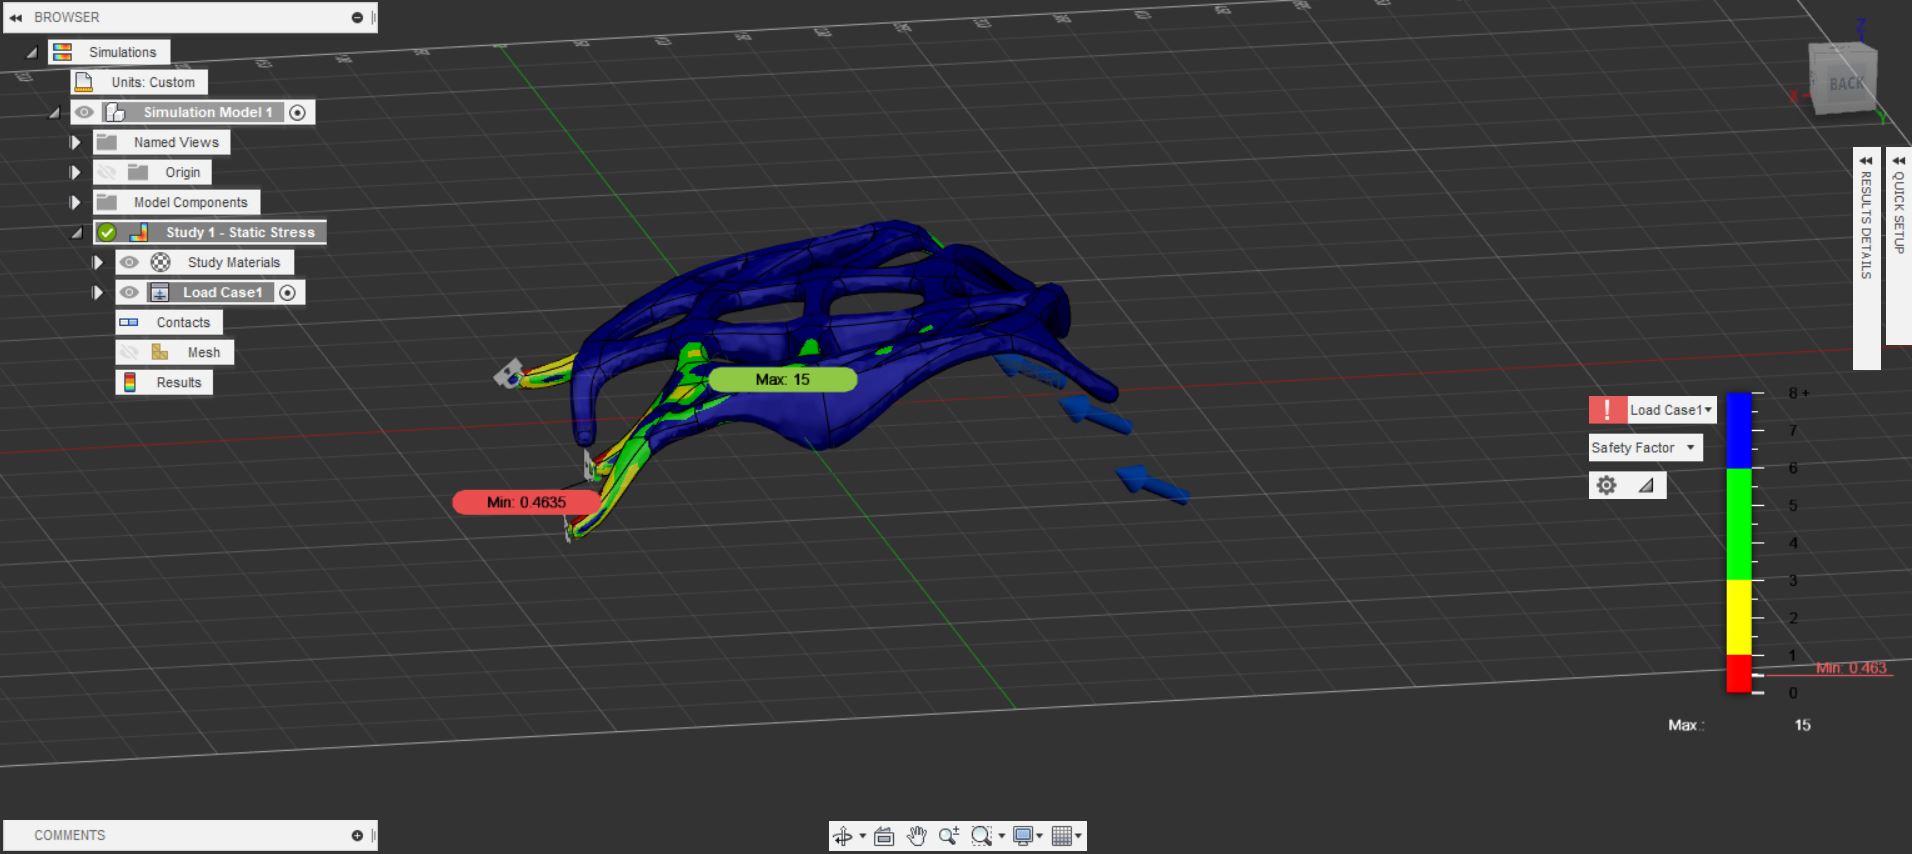 BROWSER
Simulations
Units: Custom
Simulation Model 1
Named Views
Origin
Model Components
Study 1 - Static Stress
Study Materials
Load Case1
Contacts
Mesh
Results
Z
BACK
X
Y
RESULTS DETAILS
QUICK SETUP
Max: 15
Min: 0.4635
Load Case1
Safety Factor
8 +
7
6
5
4
3
2
1
Min: 0.463
0
Max.: 15
COMMENTS